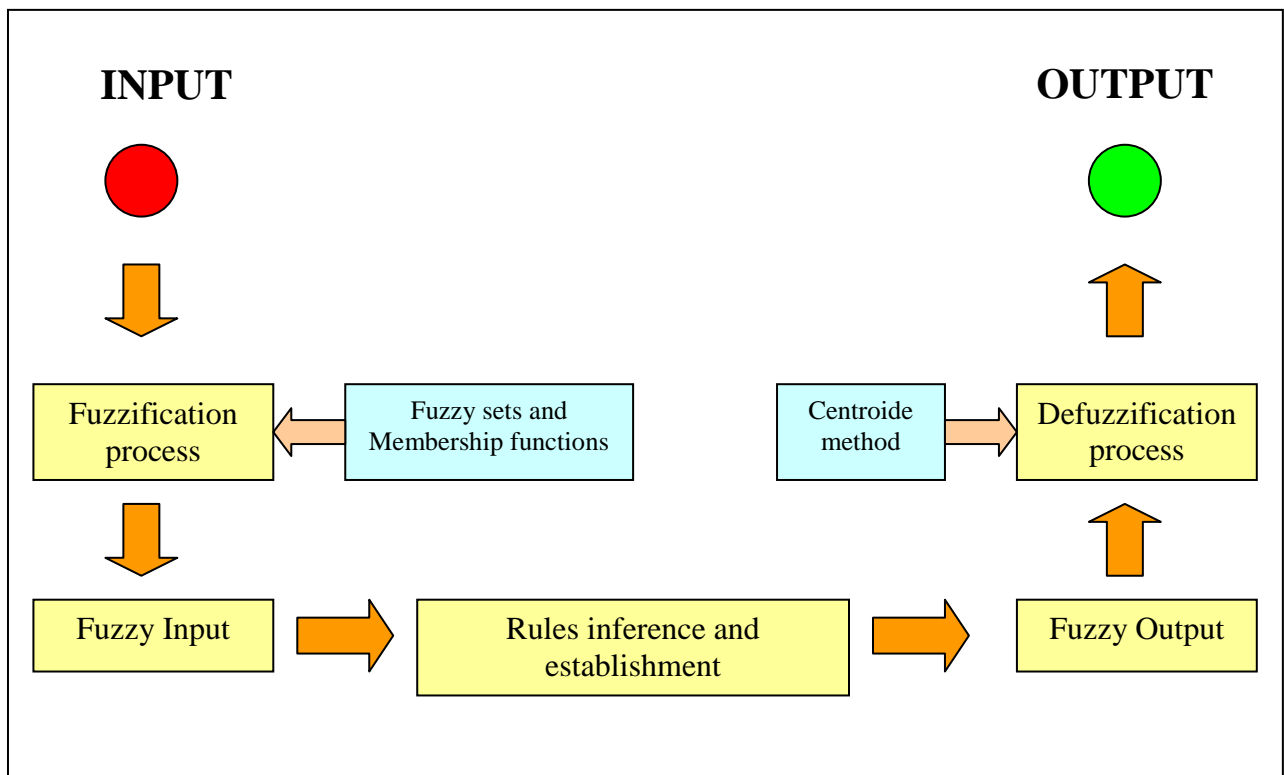 INPUT
OUTPUT
Fuzzification
process
Fuzzy sets and
Membership functions
Centroide
method
Defuzzification
process
Fuzzy Input
Rules inference and
establishment
Fuzzy Output